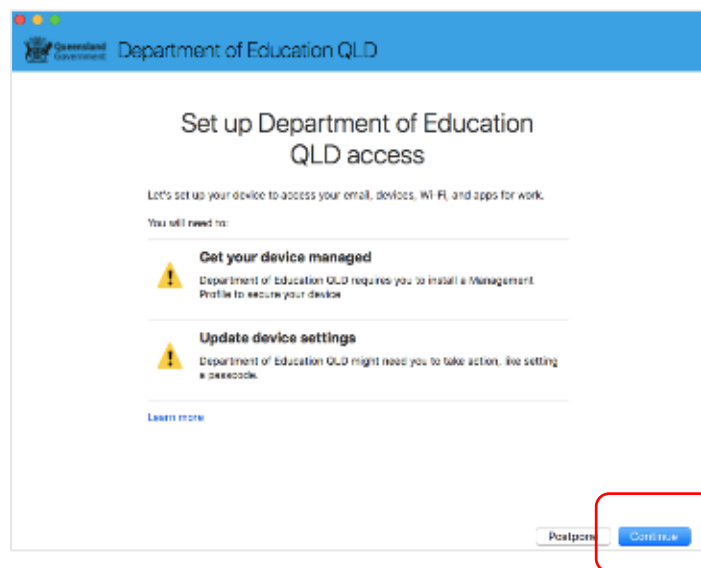 Queensland
Government
Department of Education QLD
Set up Department of Education
QLD access
Let's set up your device to access your email, devices, Wi-Fi, and apps for work.
You will need to:
Get your device managed
Department of Education QLD requires you to install a Management
Profile to secure your device
Update device settings
Department of Education QLD might need you to take action, like setting
a passcode.
Learn more
Postpone
Continue